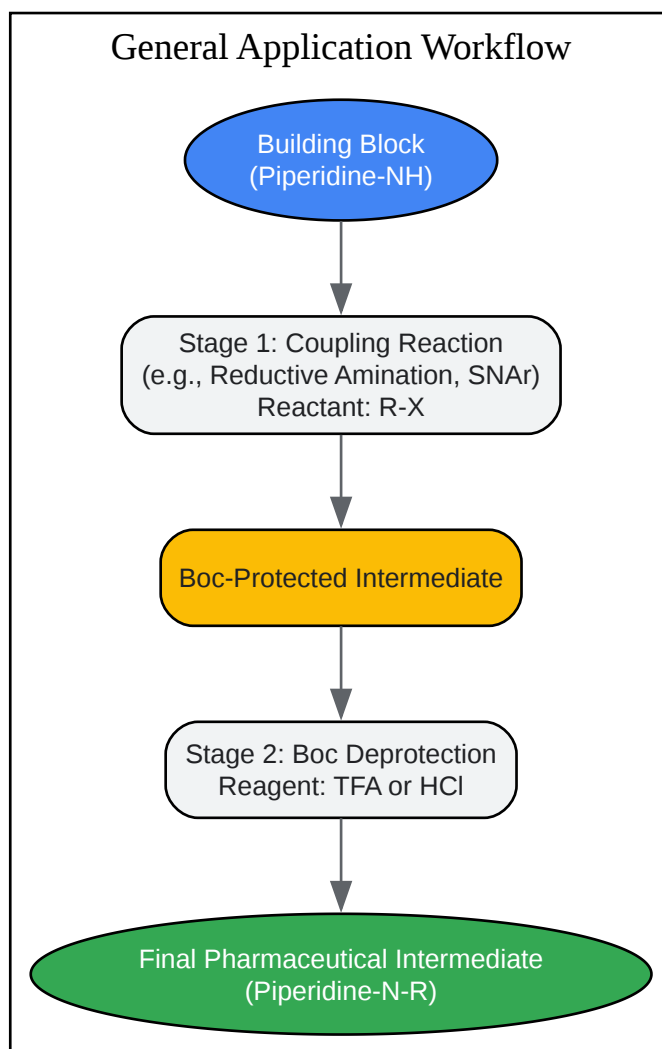 General Application Workflow
Building Block
(Piperidine-NH)
Stage 1: Coupling Reaction
(e.g., Reductive Amination, SNAr)
Reactant: R-X
Boc-Protected Intermediate
Stage 2: Boc Deprotection
Reagent: TFA or HCl
Final Pharmaceutical Intermediate
(Piperidine-N-R)